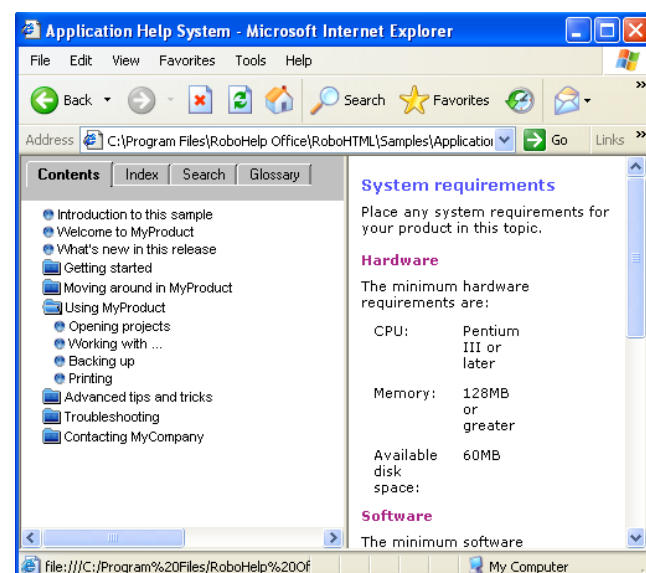 Application Help System - Microsoft Internet Explorer
File Edit View Favorites Tools Help
Back Search Favorites »
Address C:\Program Files\RoboHelp Office\RoboHTML\Samples\Applicatio Go Links »
Contents Index Search Glossary
Introduction to this sample
Welcome to MyProduct
What's new in this release
Getting started
Moving around in MyProduct
Using MyProduct
Opening projects
Working with ...
Backing up
Printing
Advanced tips and tricks
Troubleshooting
Contacting MyCompany
System requirements
Place any system requirements for
your product in this topic.
Hardware
The minimum hardware
requirements are:
CPU: Pentium
III or
later
Memory: 128MB
or
greater
Available 60MB
disk
space:
Software
The minimum software
file:///C:/Program%20Files/RoboHelp%20Of My Computer